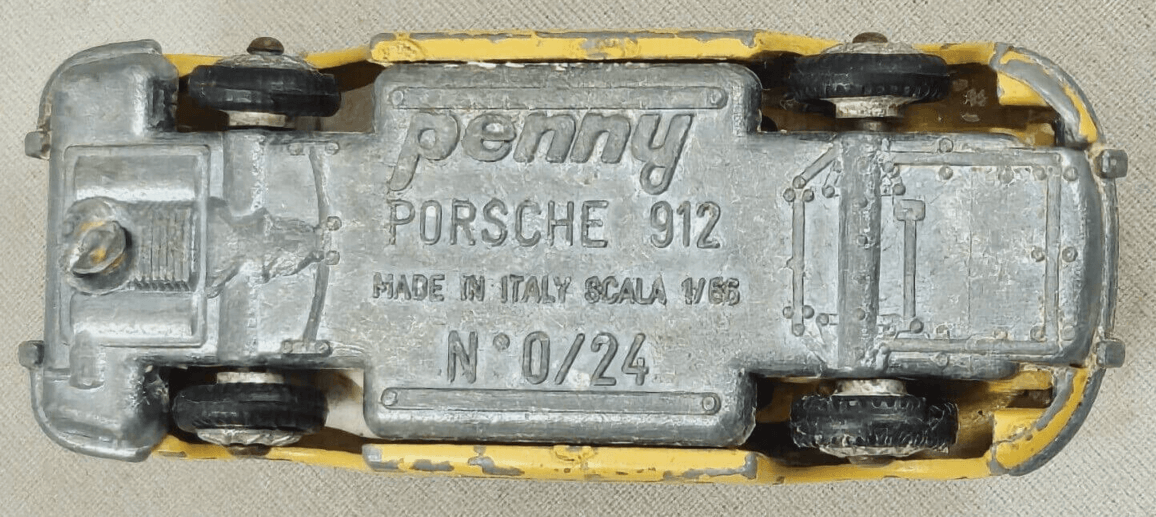 penny
PORSCHE 912
MADE IN ITALY SCALA 1/66
N° 0/24